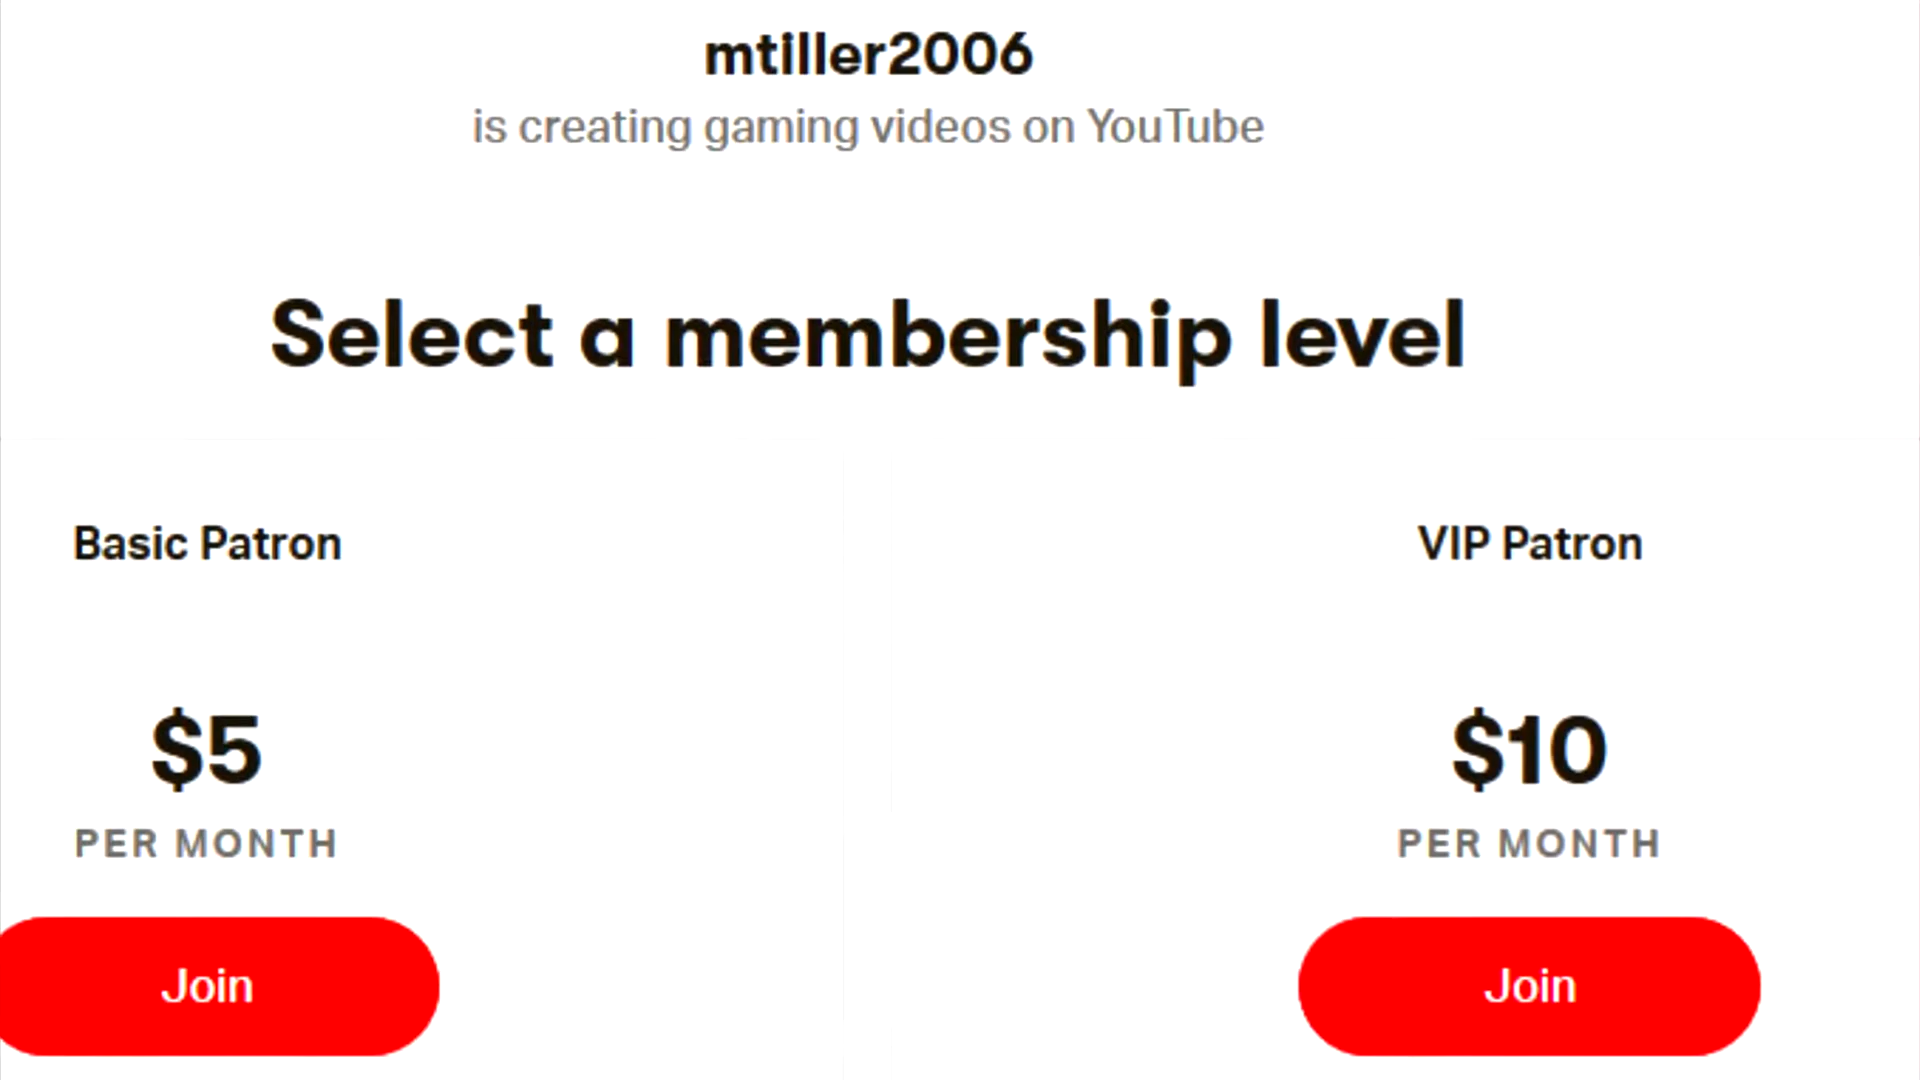 mtiller2006
is creating gaming videos on YouTube
Select a membership level
Basic Patron
$5
PER MONTH
Join
VIP Patron
$10
PER MONTH
Join